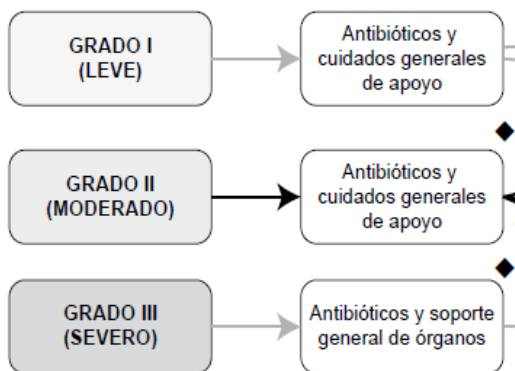 GRADO I
(LEVE)
Antibióticos y
cuidados generales
de apoyo
GRADO II
(MODERADO)
Antibióticos y
cuidados generales
de apoyo
GRADO III
(SEVERO)
Antibióticos y soporte
general de órganos